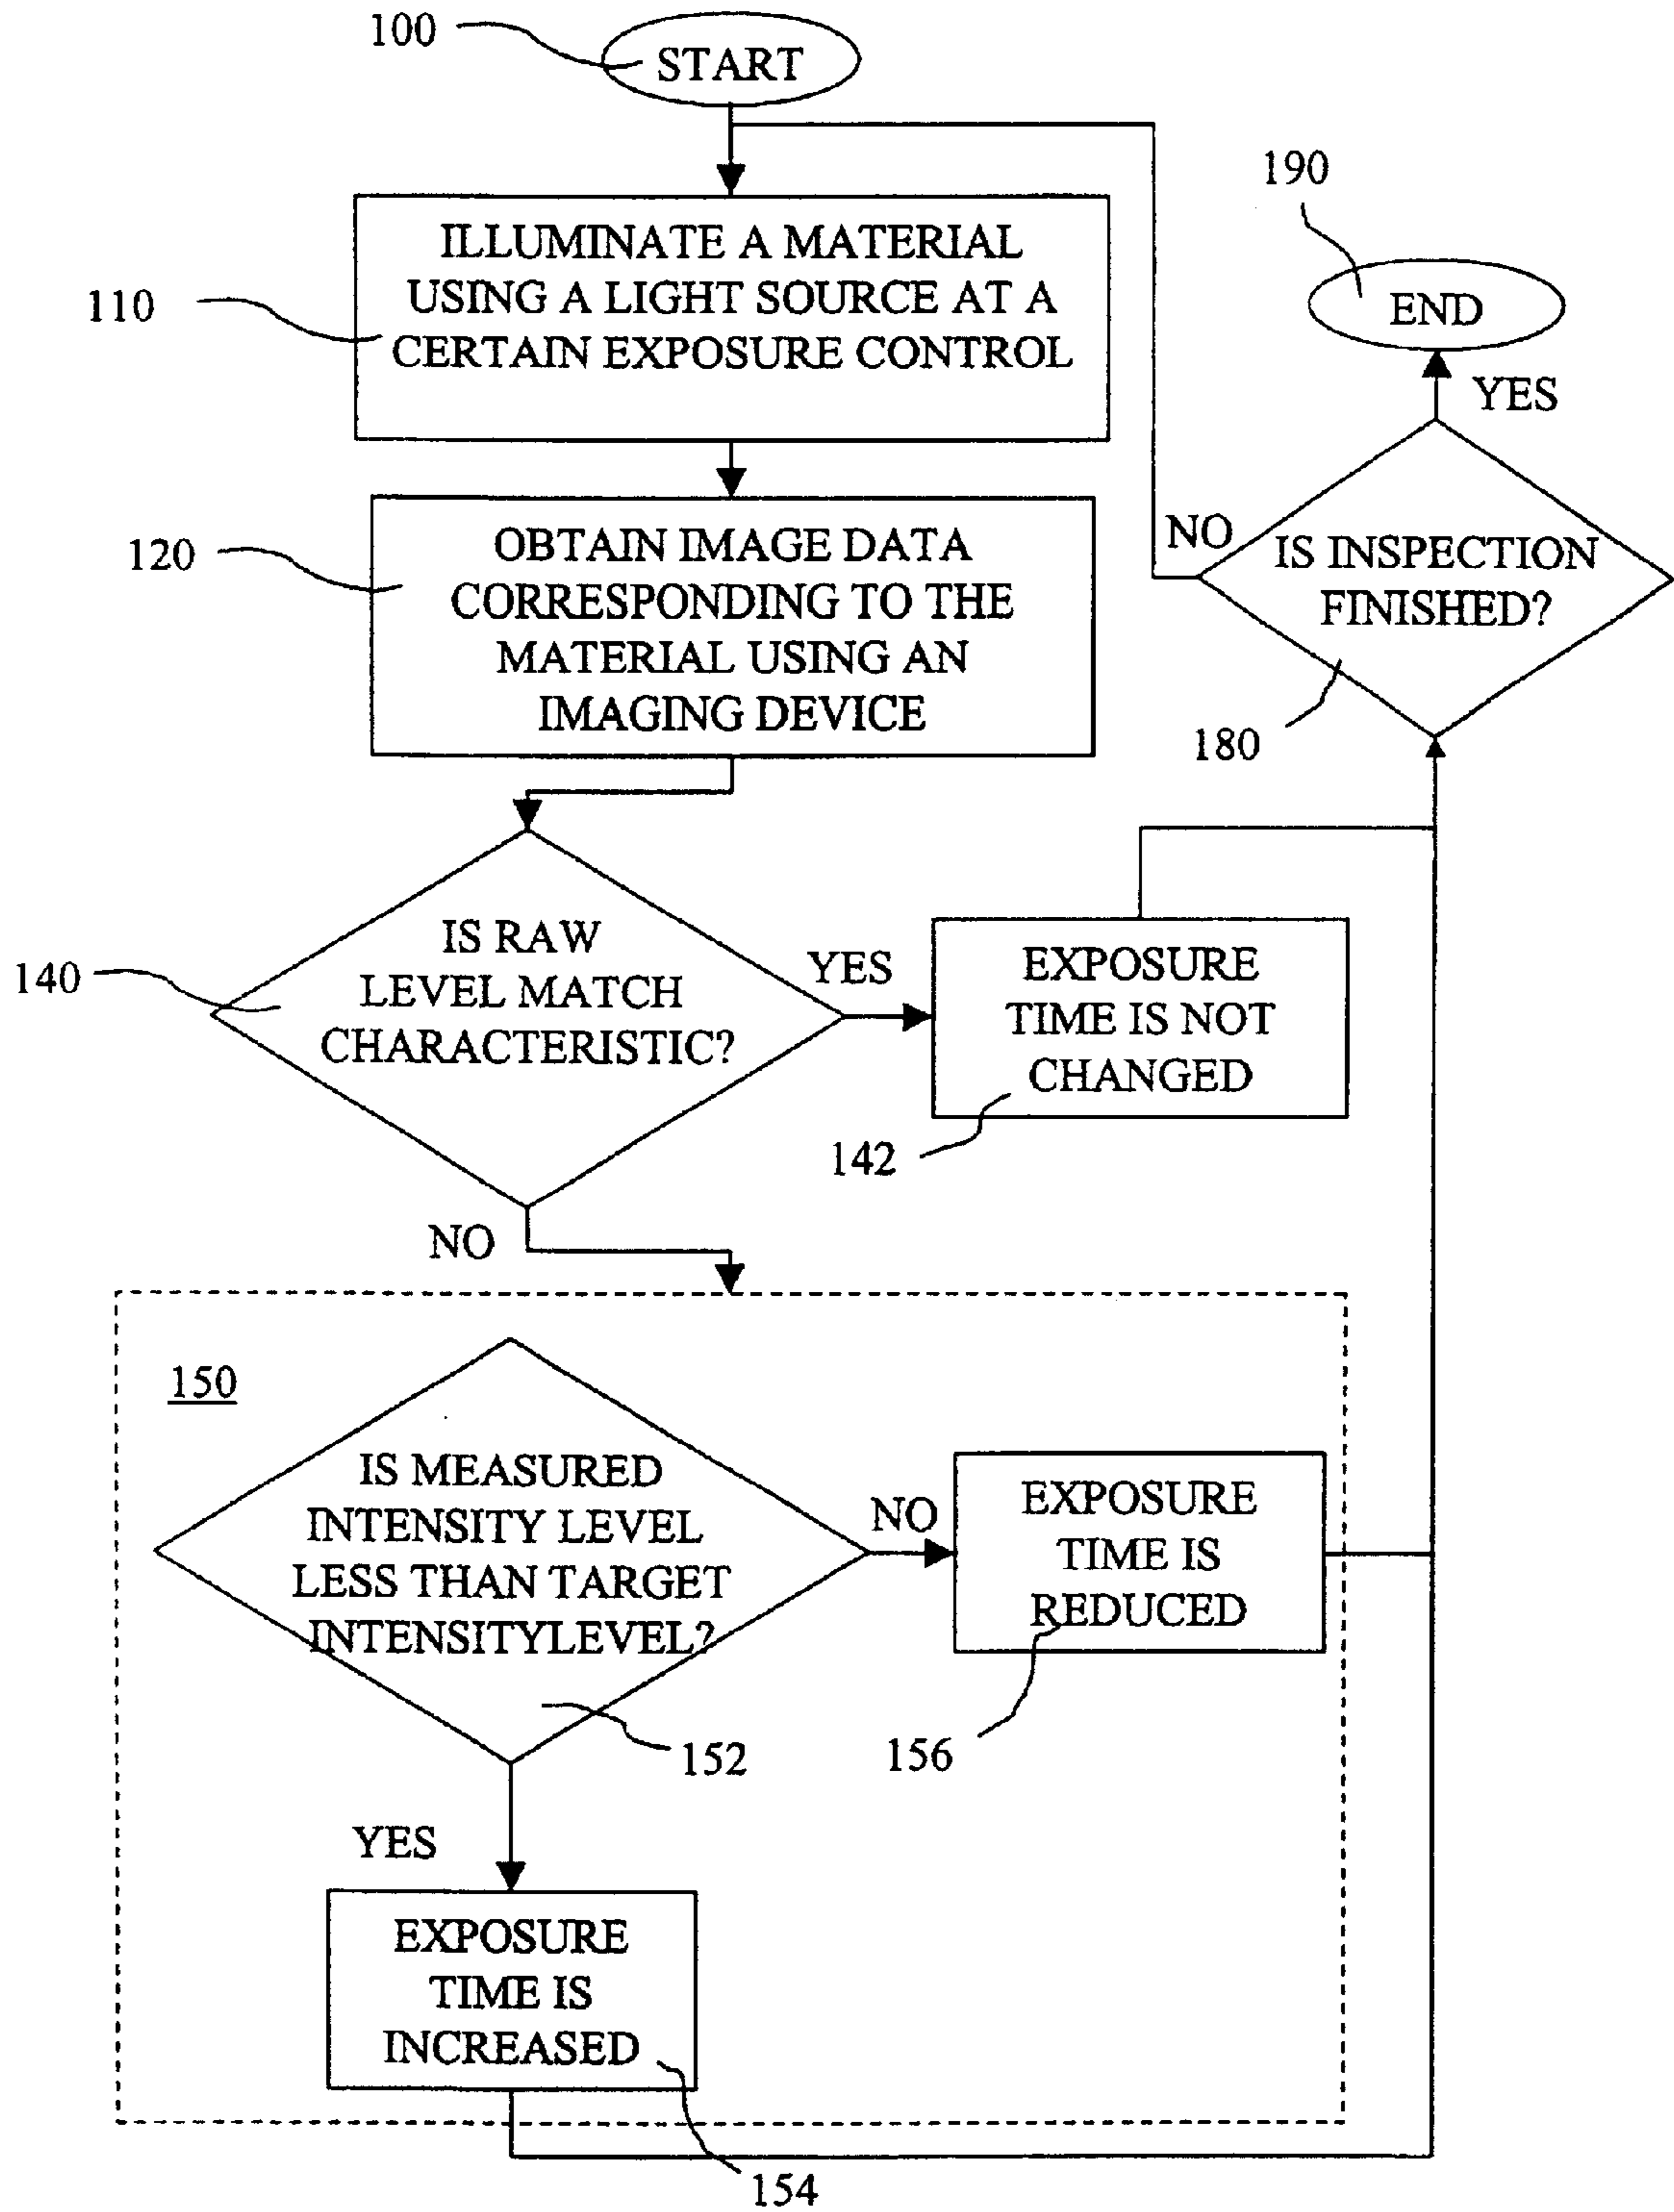 100
START
190
ILLUMINATE A MATERIAL
USING A LIGHT SOURCE AT A
CERTAIN EXPOSURE CONTROL
110
END
YES
OBTAIN IMAGE DATA
CORRESPONDING TO THE
MATERIAL USING AN
IMAGING DEVICE
120
NO
IS INSPECTION
FINISHED?
180
IS RAW
LEVEL MATCH
CHARACTERISTIC?
140
YES
EXPOSURE
TIME IS NOT
CHANGED
142
NO
150
IS MEASURED
INTENSITY LEVEL
LESS THAN TARGET
INTENSITYLEVEL?
NO
EXPOSURE
TIME IS
REDUCED
152
156
YES
EXPOSURE
TIME IS
INCREASED
154